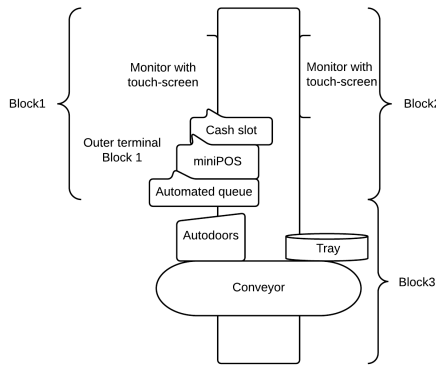 Monitor with
touch-screen
Monitor with
touch-screen
Block1
Block2
Cash slot
Outer terminal
Block 1
miniPOS
Automated queue
Autodoors
Tray
Conveyor
Block3